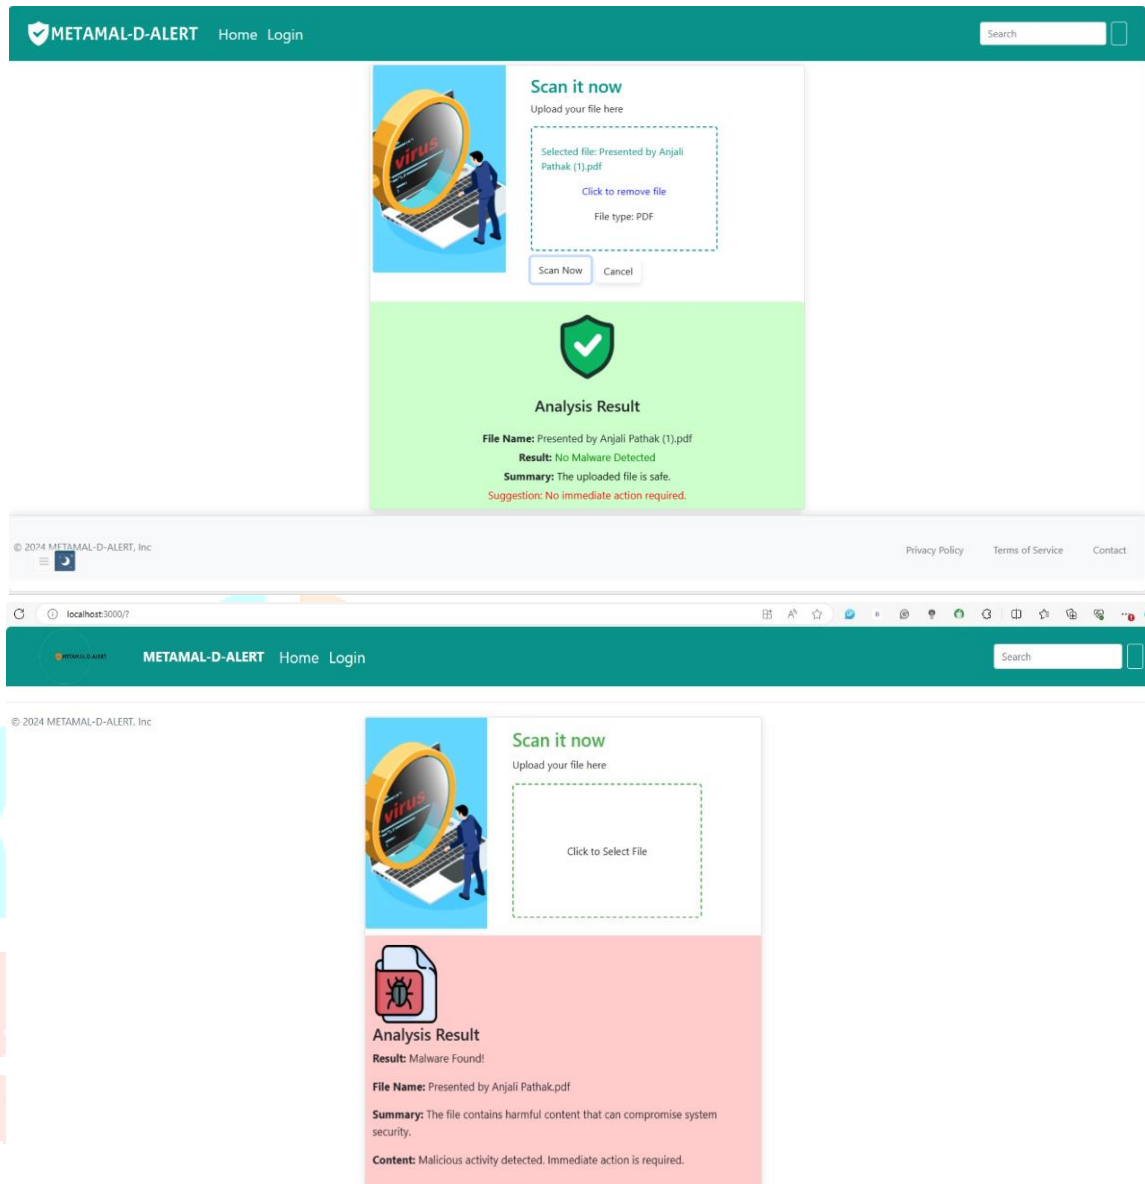 METAMAL-D-ALERT Home Login Search
Scan it now
Upload your file here
virus
Selected file: Presented by Anjali
Pathak (1).pdf
Click to remove file
File type: PDF
Scan Now Cancel
Analysis Result
File Name: Presented by Anjali Pathak (1).pdf
Result: No Malware Detected
Summary: The uploaded file is safe.
Suggestion: No immediate action required.
© 2024 METAMAL-D-ALERT, Inc Privacy Policy Terms of Service Contact
localhost:3000/?
METAMAL-D-ALERT METAMAL-D-ALERT Home Login Search
© 2024 METAMAL-D-ALERT, Inc
Scan it now
Upload your file here
virus
Click to Select File
Analysis Result
Result: Malware Found!
File Name: Presented by Anjali Pathak.pdf
Summary: The file contains harmful content that can compromise system
security.
Content: Malicious activity detected. Immediate action is required.